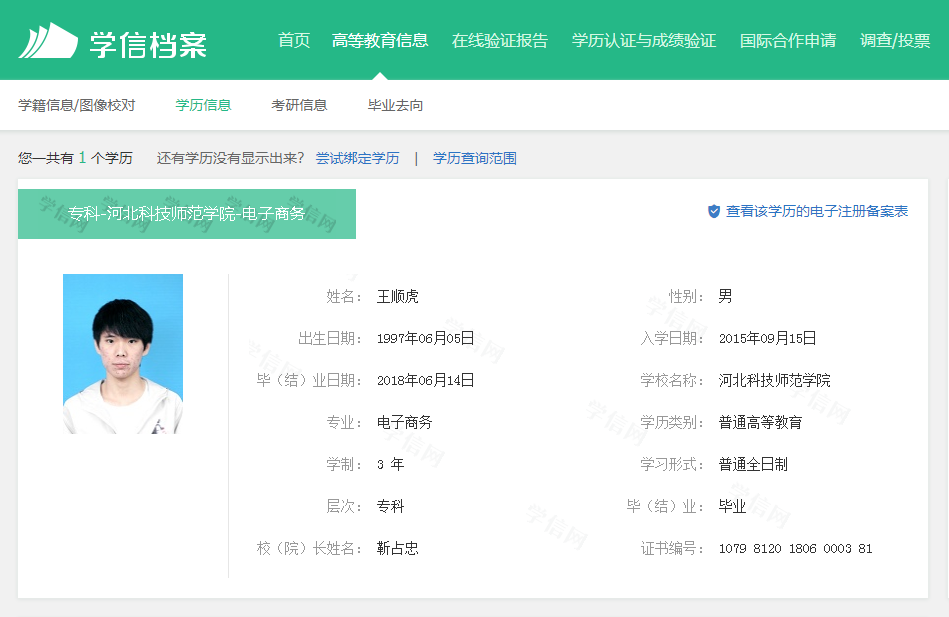 学信档案 首页 高等教育信息 在线验证报告 学历认证与成绩验证 国际合作申请 调查/投票
学籍信息/图像校对 学历信息 考研信息 毕业去向
您一共有 1 个学历 还有学历没有显示出来？ 尝试绑定学历 | 学历查询范围
专科-河北科技师范学院-电子商务 查看该学历的电子注册备案表
姓名： 王顺虎 性别： 男
出生日期： 1997年06月05日 入学日期： 2015年09月15日
毕（结）业日期： 2018年06月14日 学校名称： 河北科技师范学院
专业： 电子商务 学历类别： 普通高等教育
学制： 3 年 学习形式： 普通全日制
层次： 专科 毕（结）业： 毕业
校（院）长姓名： 靳占忠 证书编号： 1079 8120 1806 0003 81
学信网